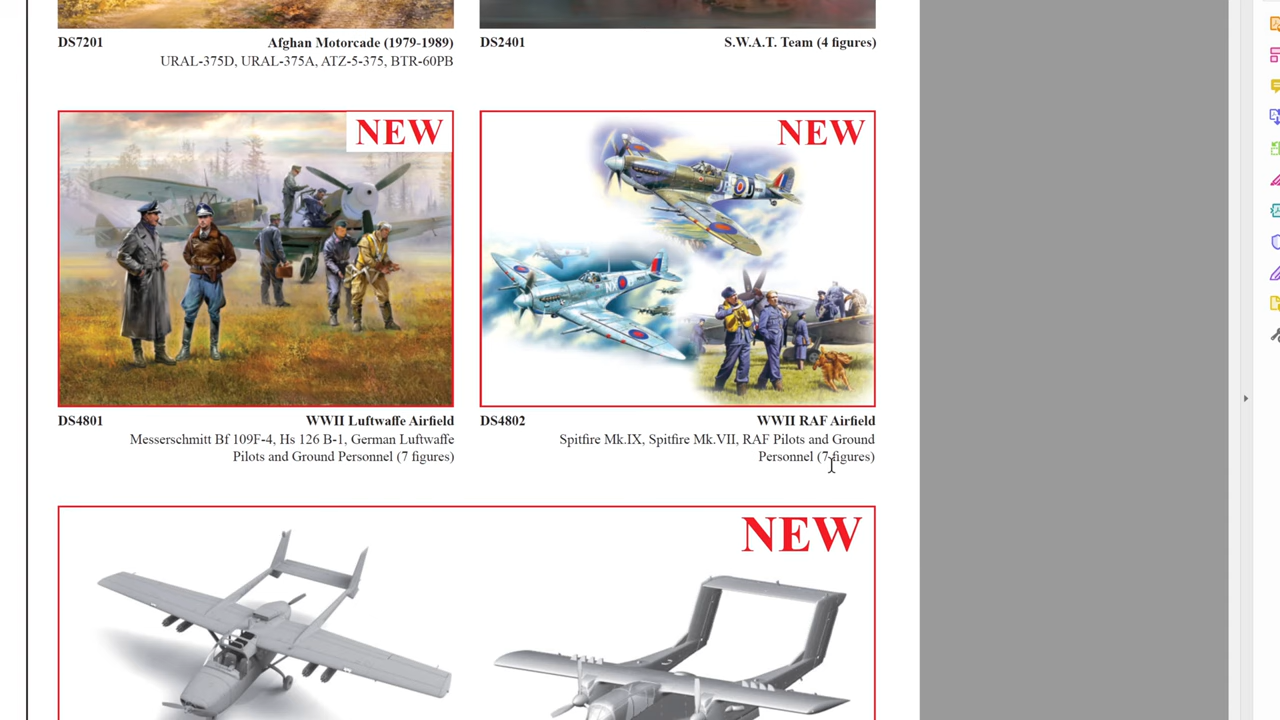 DS7201 Afghan Motorcade (1979-1989)
URAL-375D, URAL-375A, ATZ-5-375, BTR-60PB
DS2401 S.W.A.T. Team (4 figures)
NEW
DS4801 WWII Luftwaffe Airfield
Messerschmitt Bf 109F-4, Hs 126 B-1, German Luftwaffe
Pilots and Ground Personnel (7 figures)
NEW
NX
DS4802 WWII RAF Airfield
Spitfire Mk.IX, Spitfire Mk.VII, RAF Pilots and Ground
Personnel (7 figures)
NEW